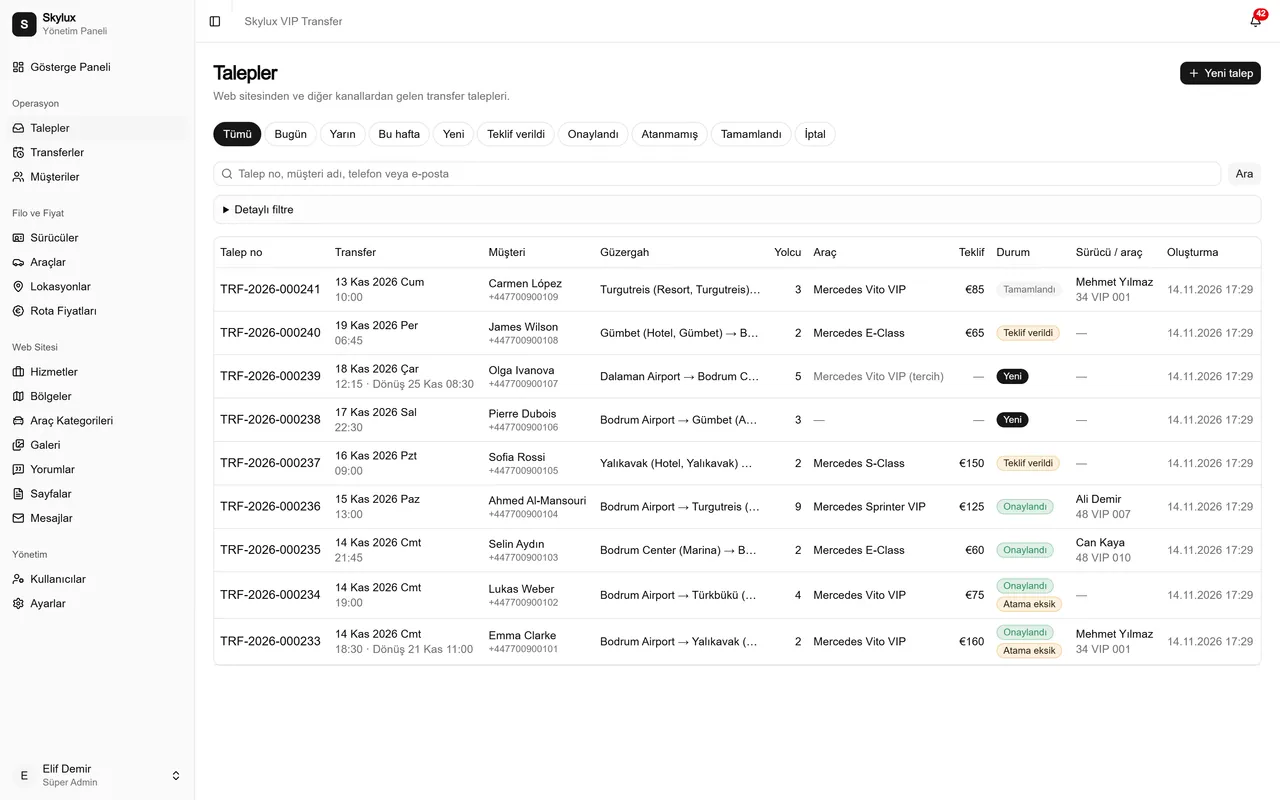 S
Skylux
Yönetim Paneli
Gösterge Paneli
Operasyon
Talepler
Transferler
Müşteriler
Filo ve Fiyat
Sürücüler
Araçlar
Lokasyonlar
Rota Fiyatları
Web Sitesi
Hizmetler
Bölgeler
Araç Kategorileri
Galeri
Yorumlar
Sayfalar
Mesajlar
Yönetim
Kullanıcılar
Ayarlar
E
Elif Demir
Süper Admin
Skylux VIP Transfer
42
Talepler
+ Yeni talep
Web sitesinden ve diğer kanallardan gelen transfer talepleri.
Tümü Bugün Yarın Bu hafta Yeni Teklif verildi Onaylandı Atanmamış Tamamlandı İptal
Talep no, müşteri adı, telefon veya e-posta Ara
Detaylı filtre
Talep no Transfer Müşteri Güzergah Yolcu Araç Teklif Durum Sürücü / araç Oluşturma
TRF-2026-000241 13 Kas 2026 Cum 10:00 Carmen López +447700900109 Turgutreis (Resort, Turgutreis)… 3 Mercedes Vito VIP €85 Tamamlandı Mehmet Yılmaz 34 VIP 001 14.11.2026 17:29
TRF-2026-000240 19 Kas 2026 Per 06:45 James Wilson +447700900108 Gümbet (Hotel, Gümbet) → B… 2 Mercedes E-Class €65 Teklif verildi — 14.11.2026 17:29
TRF-2026-000239 18 Kas 2026 Çar 12:15 · Dönüş 25 Kas 08:30 Olga Ivanova +447700900107 Dalaman Airport → Bodrum C… 5 Mercedes Vito VIP (tercih) — Yeni — 14.11.2026 17:29
TRF-2026-000238 17 Kas 2026 Sal 22:30 Pierre Dubois +447700900106 Bodrum Airport → Gümbet (A… 3 — — Yeni — 14.11.2026 17:29
TRF-2026-000237 16 Kas 2026 Pzt 09:00 Sofia Rossi +447700900105 Yalıkavak (Hotel, Yalıkavak) … 2 Mercedes S-Class €150 Teklif verildi — 14.11.2026 17:29
TRF-2026-000236 15 Kas 2026 Paz 13:00 Ahmed Al-Mansouri +447700900104 Bodrum Airport → Turgutreis (… 9 Mercedes Sprinter VIP €125 Onaylandı Ali Demir 48 VIP 007 14.11.2026 17:29
TRF-2026-000235 14 Kas 2026 Cmt 21:45 Selin Aydın +447700900103 Bodrum Center (Marina) → B… 2 Mercedes E-Class €60 Onaylandı Can Kaya 48 VIP 010 14.11.2026 17:29
TRF-2026-000234 14 Kas 2026 Cmt 19:00 Lukas Weber +447700900102 Bodrum Airport → Türkbükü (… 4 Mercedes Vito VIP €75 Onaylandı Atama eksik — 14.11.2026 17:29
TRF-2026-000233 14 Kas 2026 Cmt 18:30 · Dönüş 21 Kas 11:00 Emma Clarke +447700900101 Bodrum Airport → Yalıkavak (… 2 Mercedes Vito VIP €160 Onaylandı Atama eksik Mehmet Yılmaz 34 VIP 001 14.11.2026 17:29